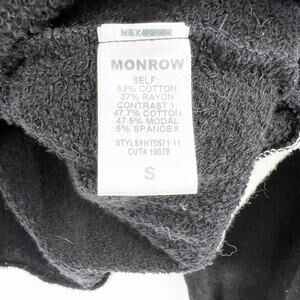 MONROW
SELF:
63% COTTON
37% RAYON
CONTRAST 1:
47.7% COTTON
47.5% MODAL
5% SPANDEX
STYLE#HT0571-11
CUT# 19028
S